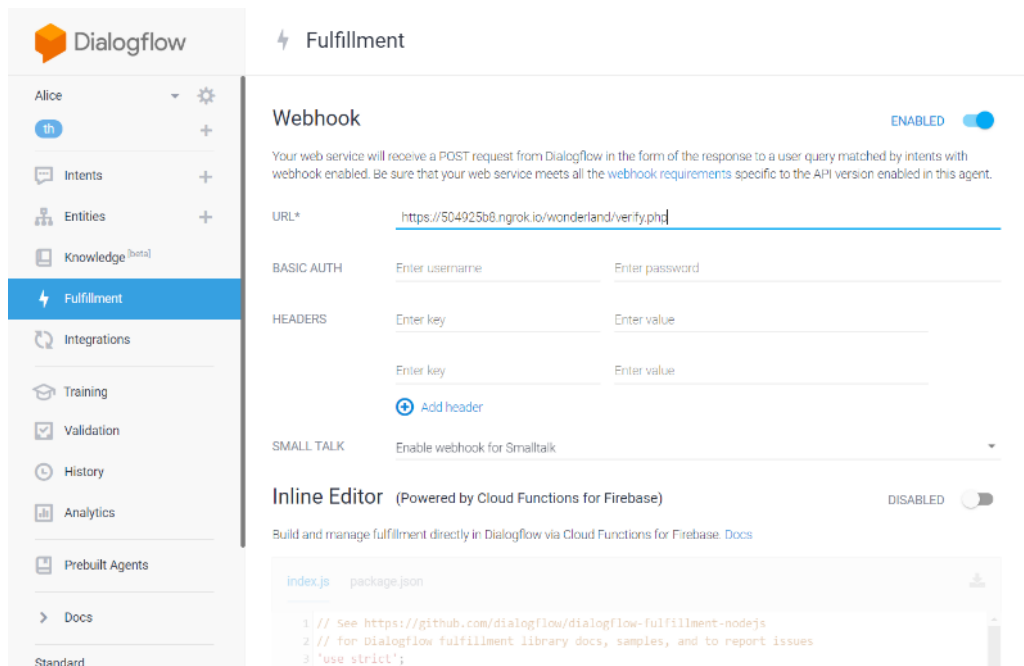 Dialogflow
Alice
th
Intents
Entities
Knowledge [beta]
Fulfillment
Integrations
Training
Validation
History
Analytics
Prebuilt Agents
Docs
Standard
Fulfillment
Webhook
ENABLED
Your web service will receive a POST request from Dialogflow in the form of the response to a user query matched by intents with
webhook enabled. Be sure that your web service meets all the webhook requirements specific to the API version enabled in this agent.
URL* https://504925b8.ngrok.io/wonderland/verify.php
BASIC AUTH Enter username Enter password
HEADERS Enter key Enter value
Enter key Enter value
Add header
SMALL TALK Enable webhook for Smalltalk
Inline Editor (Powered by Cloud Functions for Firebase) DISABLED
Build and manage fulfillment directly in Dialogflow via Cloud Functions for Firebase. Docs
index.js package.json
1 // See https://github.com/dialogflow/dialogflow-fulfillment-nodejs
2 // for Dialogflow fulfillment library docs, samples, and to report issues
3 'use strict';